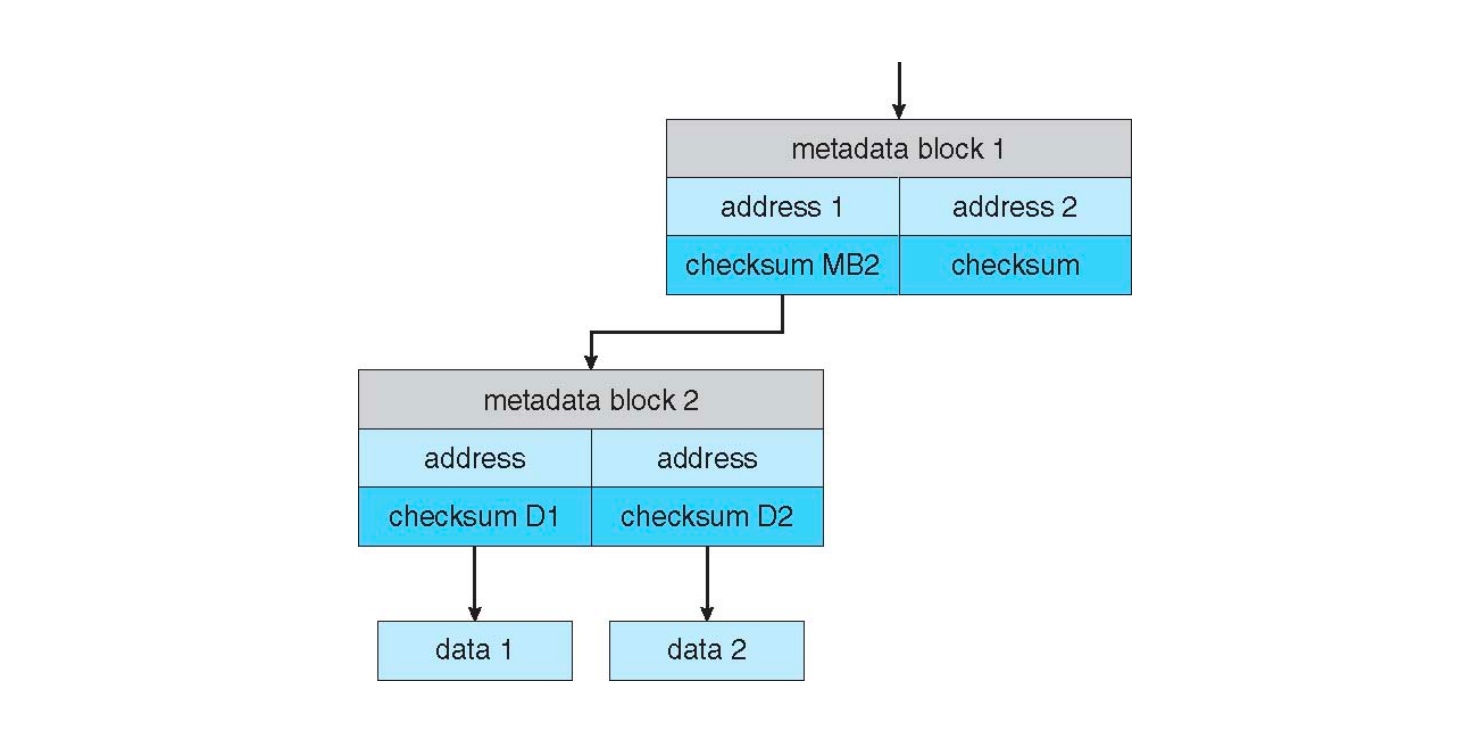 metadata block 1
address 1 address 2
checksum MB2 checksum
metadata block 2
address address
checksum D1 checksum D2
data 1 data 2